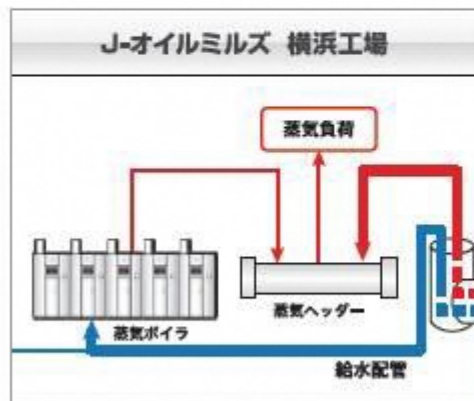 J-オイルミルズ 横浜工場
蒸気負荷
蒸気ヘッダー
蒸気ボイラ
給水配管